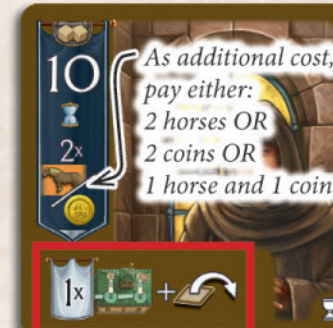 10
As additional cost,
pay either:
2x
2 horses OR
2 coins OR
1 horse and 1 coin
1x
+